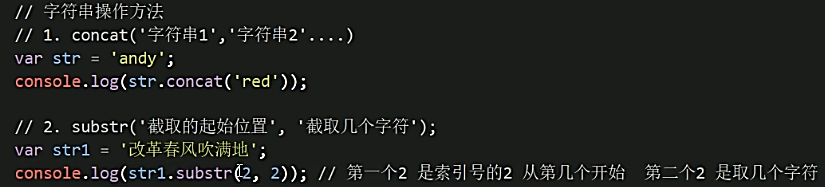 // 字符串操作方法
// 1. concat('字符串1','字符串2'....)
var str = 'andy';
console.log(str.concat('red'));
// 2. substr('截取的起始位置', '截取几个字符');
var str1 = '改革春风吹满地';
console.log(str1.substr(2, 2)); // 第一个2 是索引号的2 从第几个开始 第二个2 是取几个字符